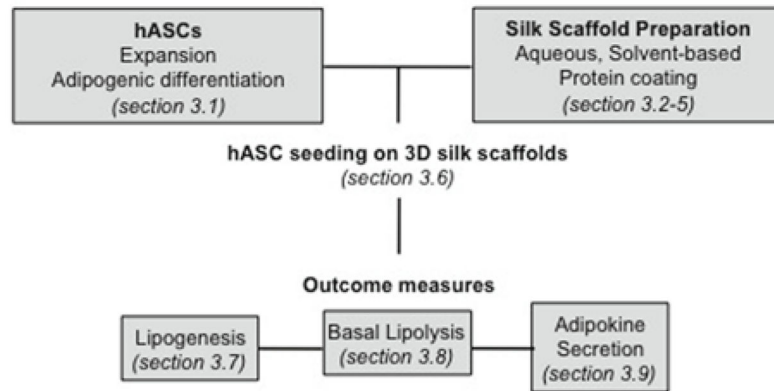 hASCs
Expansion
Adipogenic differentiation
(section 3.1)
Silk Scaffold Preparation
Aqueous, Solvent-based
Protein coating
(section 3.2-5)
hASC seeding on 3D silk scaffolds
(section 3.6)
Outcome measures
Lipogenesis
(section 3.7)
Basal Lipolysis
(section 3.8)
Adipokine
Secretion
(section 3.9)